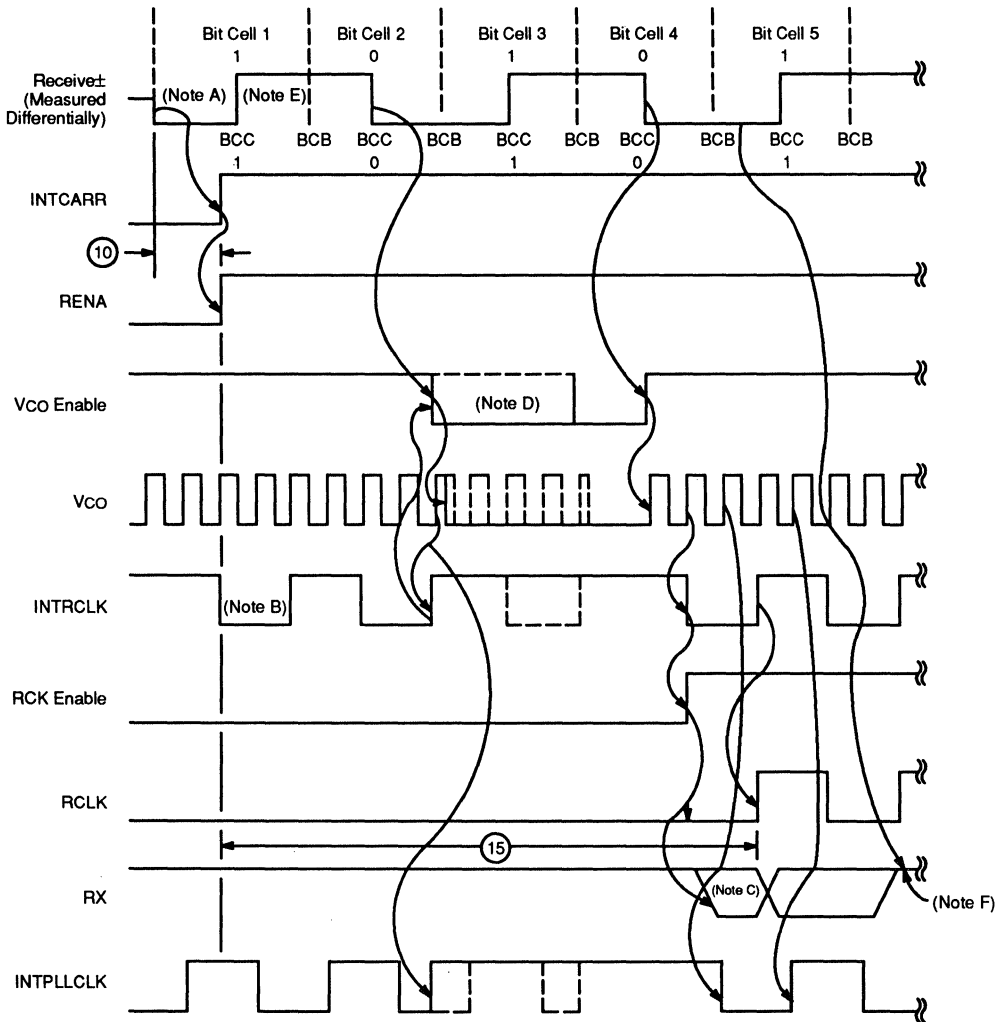 Bit Cell 1 Bit Cell 2 Bit Cell 3 Bit Cell 4 Bit Cell 5
1 0 1 0 1
Receive±
(Measured
Differentially)
(Note A) (Note E)
BCC BCB BCC BCB BCC BCB BCC BCB BCC BCB
1 0 1 0 1
INTCARR
10
RENA
VCO Enable
(Note D)
VCO
INTRCLK
(Note B)
RCK Enable
RCLK
15
RX
(Note C)
(Note F)
INTPLLCLK